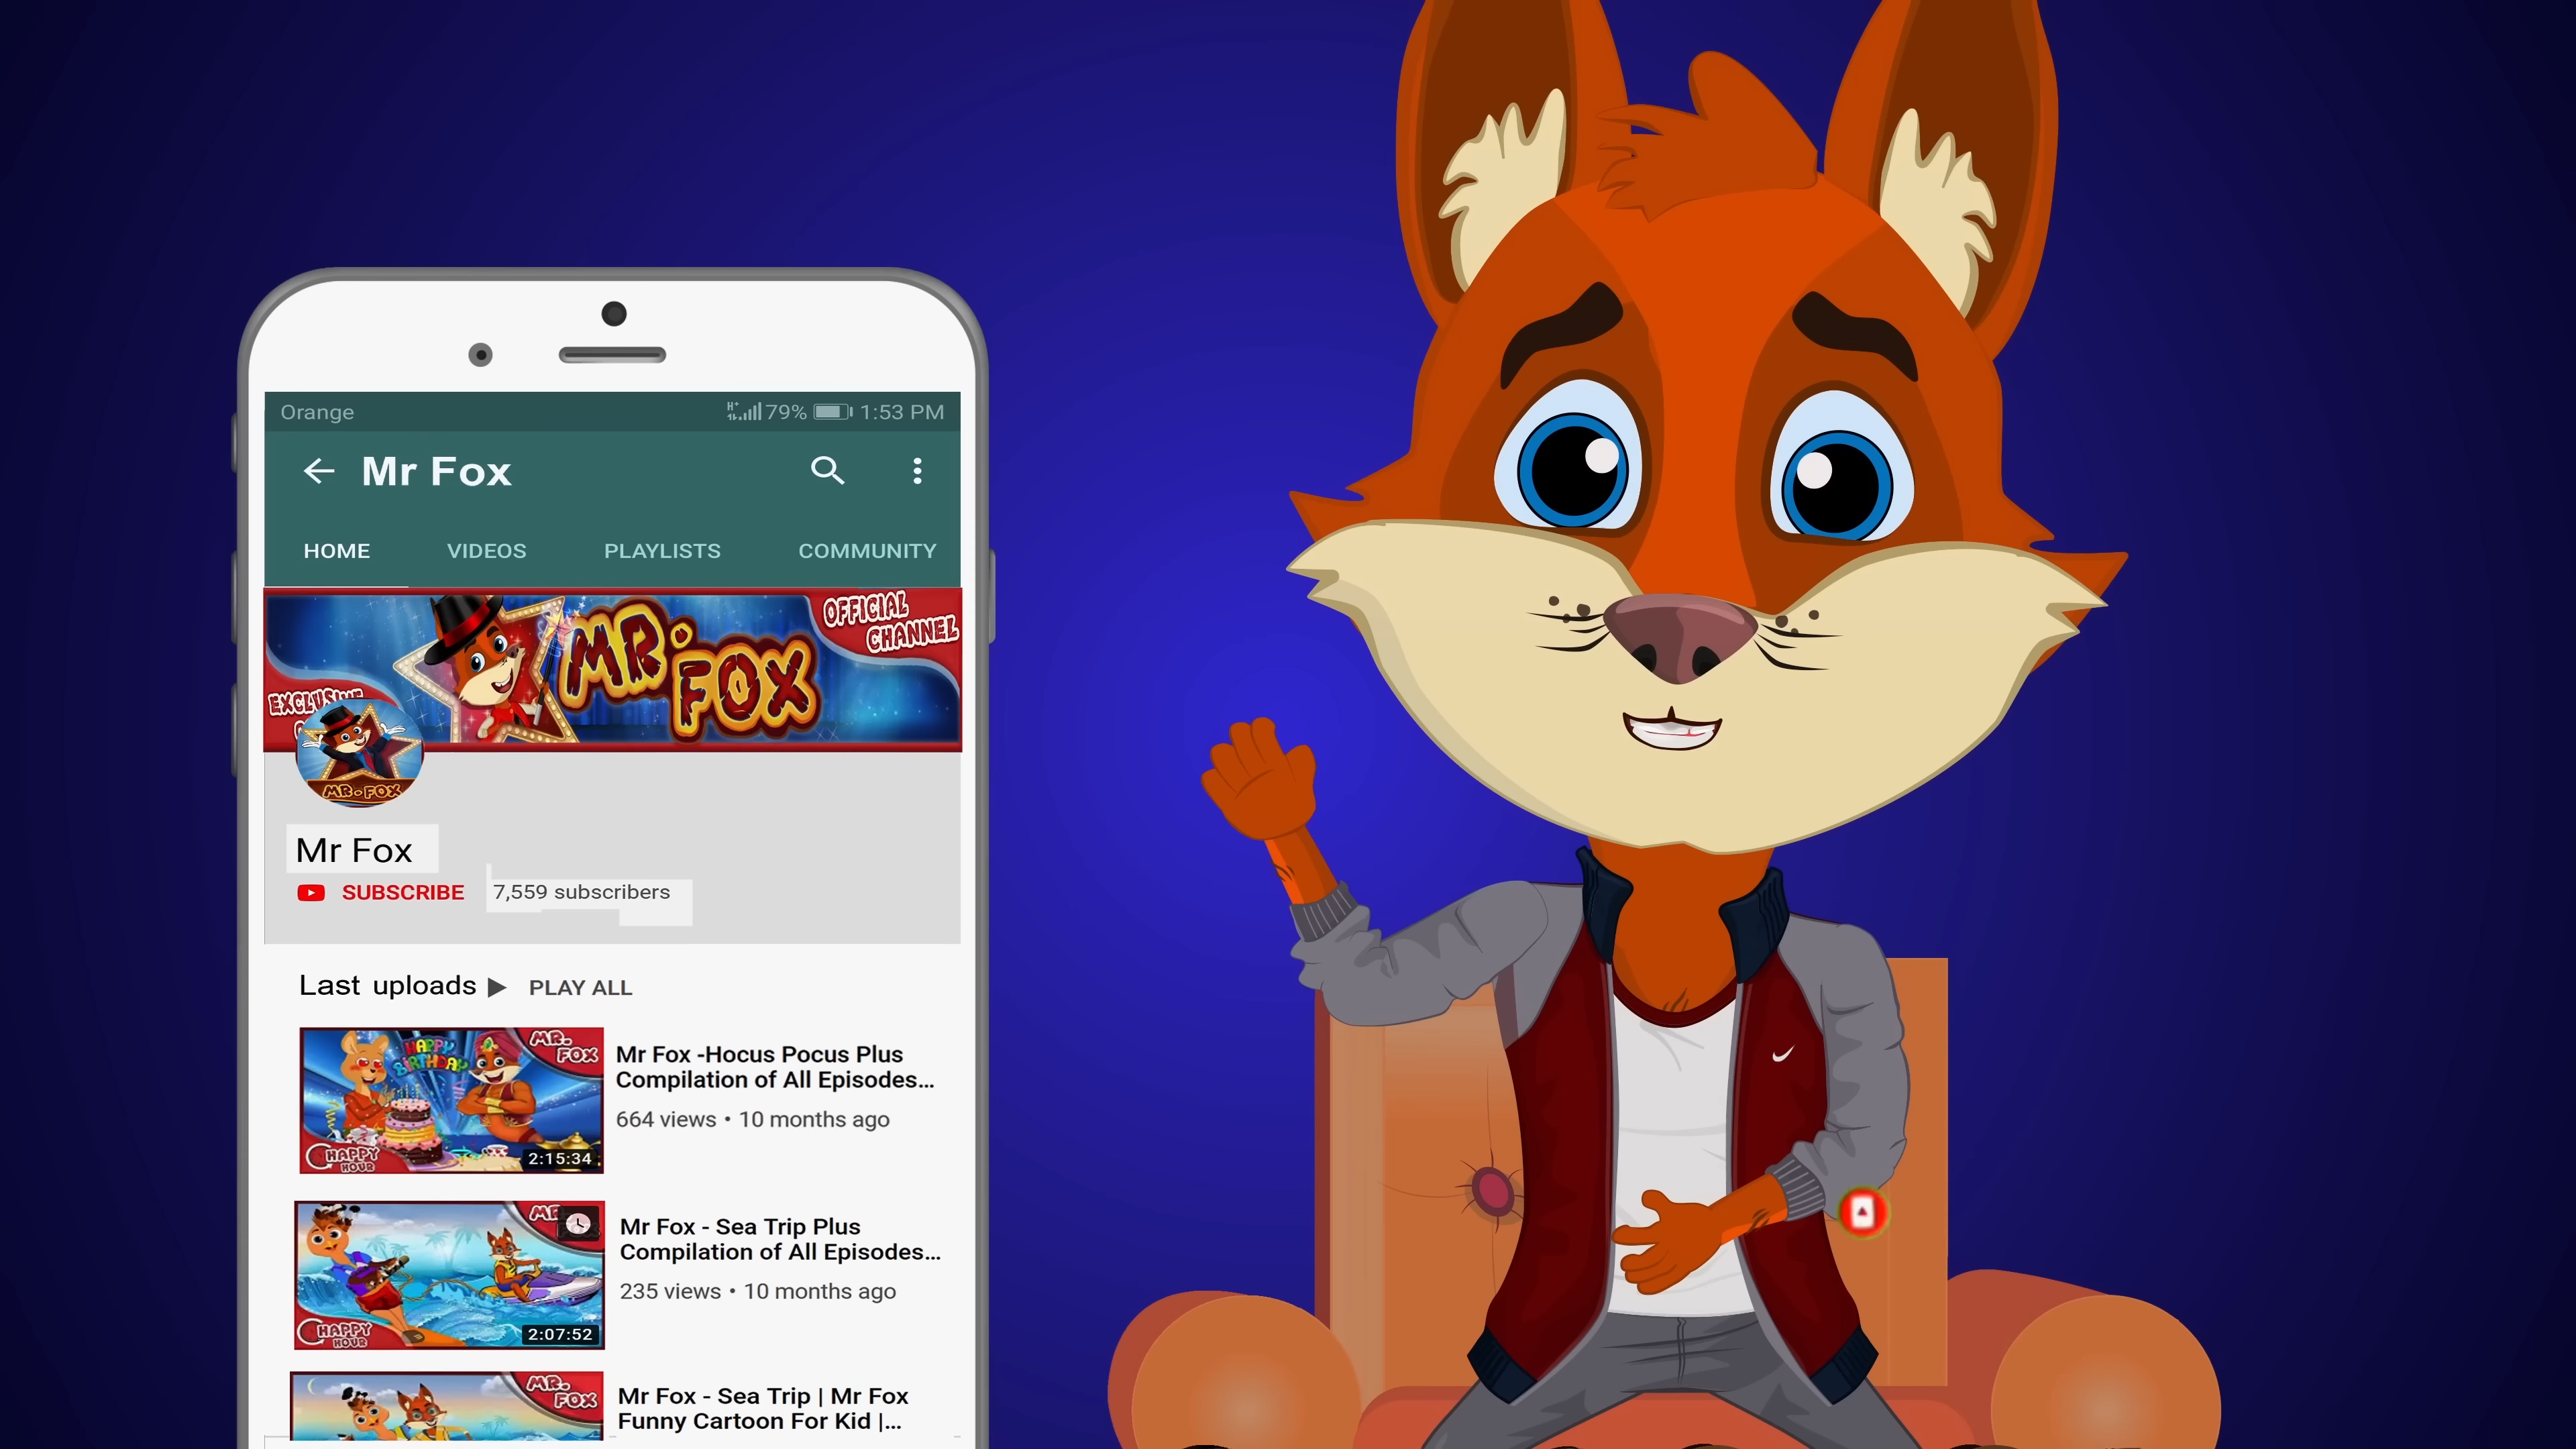 Orange
79% 1:53 PM
Mr Fox
HOME VIDEOS PLAYLISTS COMMUNITY
OFFICIAL
CHANNEL
MR.
FOX
EXCLUSIVE
MR. FOX
Mr Fox
SUBSCRIBE 7,559 subscribers
Last uploads PLAY ALL
HAPPY
BIRTHDAY
MR.
FOX
HAPPY
HOUR
2:15:34
Mr Fox -Hocus Pocus Plus
Compilation of All Episodes...
664 views • 10 months ago
HAPPY
HOUR
2:07:52
Mr Fox - Sea Trip Plus
Compilation of All Episodes...
235 views • 10 months ago
MR.
FOX
Mr Fox - Sea Trip | Mr Fox
Funny Cartoon For Kid |...